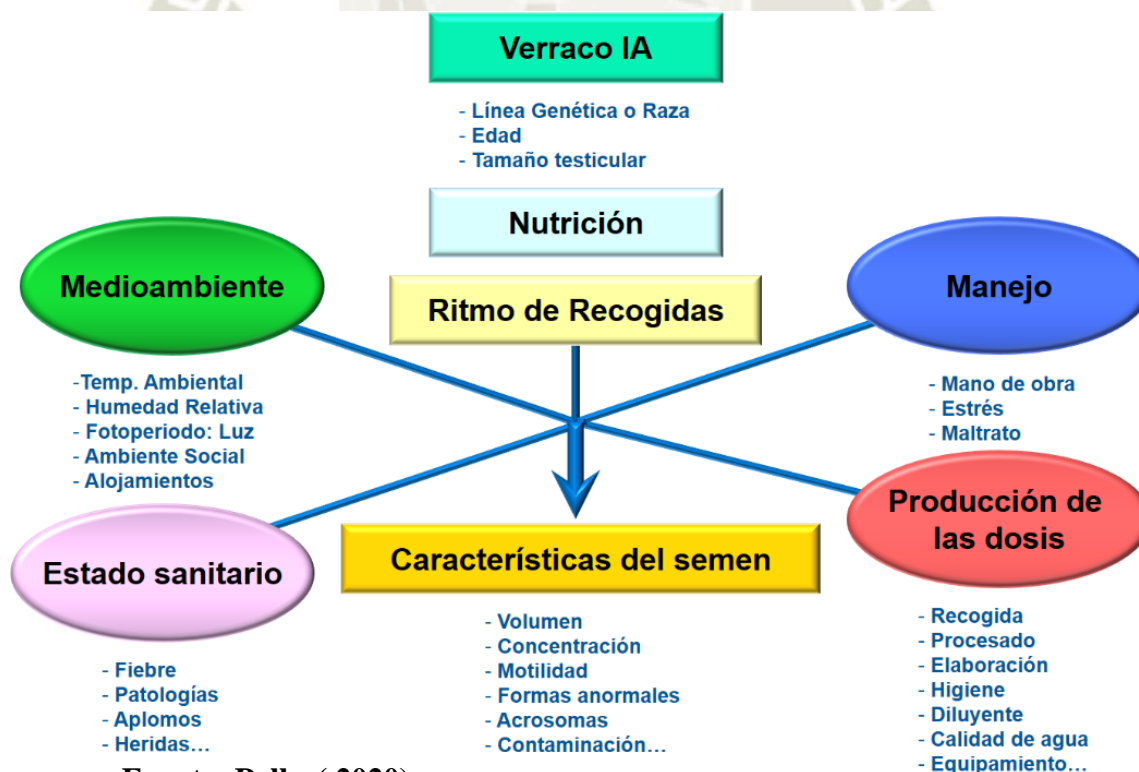 Verraco IA
- Línea Genética o Raza
- Edad
- Tamaño testicular
Nutrición
Ritmo de Recogidas
Medioambiente
-Temp. Ambiental
- Humedad Relativa
- Fotoperiodo: Luz
- Ambiente Social
- Alojamientos
Manejo
- Mano de obra
- Estrés
- Maltrato
Estado sanitario
- Fiebre
- Patologías
- Aplomos
- Heridas…
Características del semen
- Volumen
- Concentración
- Motilidad
- Formas anormales
- Acrosomas
- Contaminación…
Producción de
las dosis
- Recogida
- Procesado
- Elaboración
- Higiene
- Diluyente
- Calidad de agua
- Equipamiento…